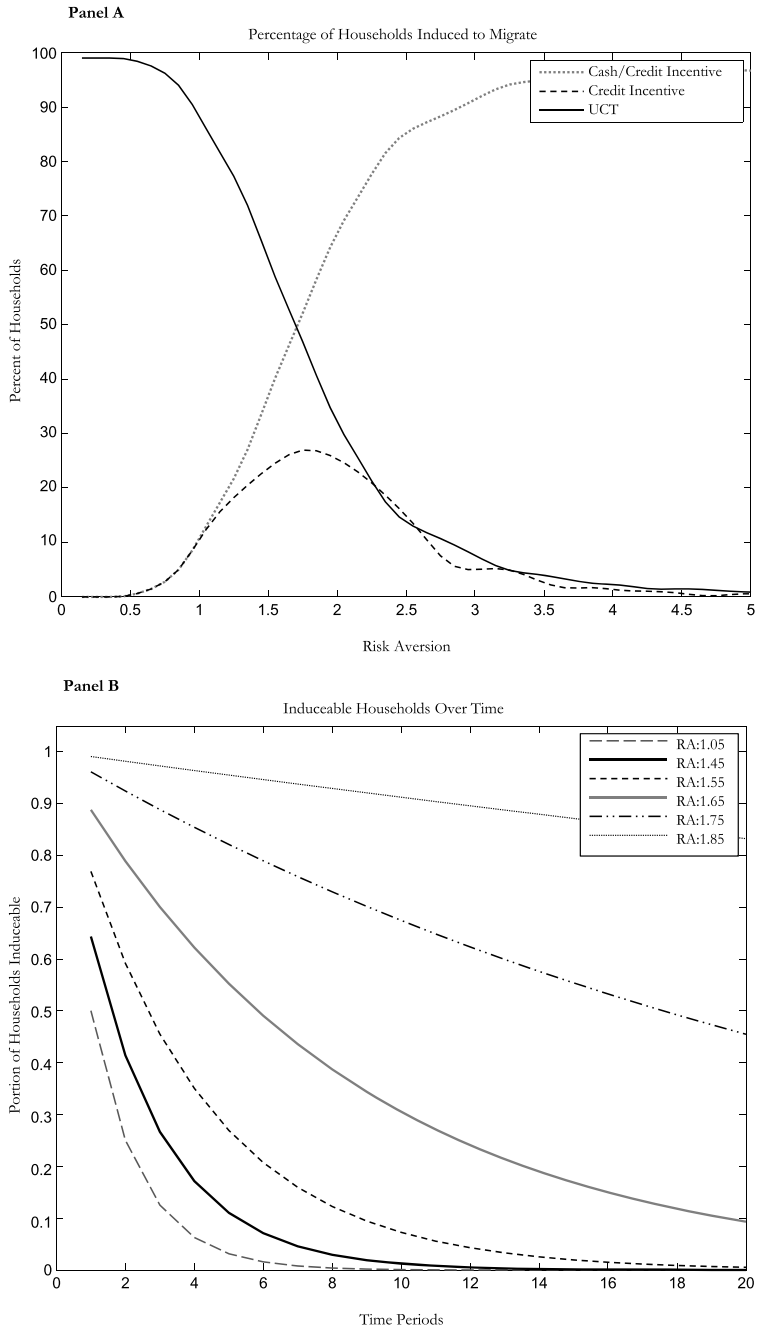 Panel A
Percentage of Households Induced to Migrate
100
90
80
70
60
50
40
30
20
10
0
Percent of Households
Cash/Credit Incentive
Credit Incentive
UCT
0 0.5 1 1.5 2 2.5 3 3.5 4 4.5 5
Risk Aversion
Panel B
Induceable Households Over Time
1
0.9
0.8
0.7
0.6
0.5
0.4
0.3
0.2
0.1
0
Portion of Households Induceable
RA:1.05
RA:1.45
RA:1.55
RA:1.65
RA:1.75
RA:1.85
0 2 4 6 8 10 12 14 16 18 20
Time Periods